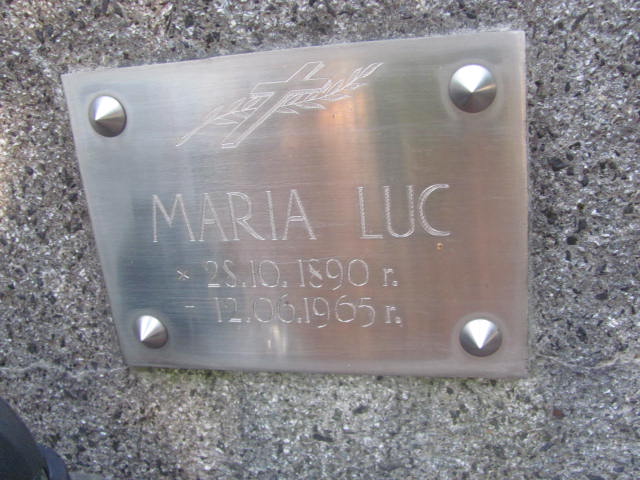 MARIA LUC
* 28.10.1890 r.
- 12.06.1965 r.